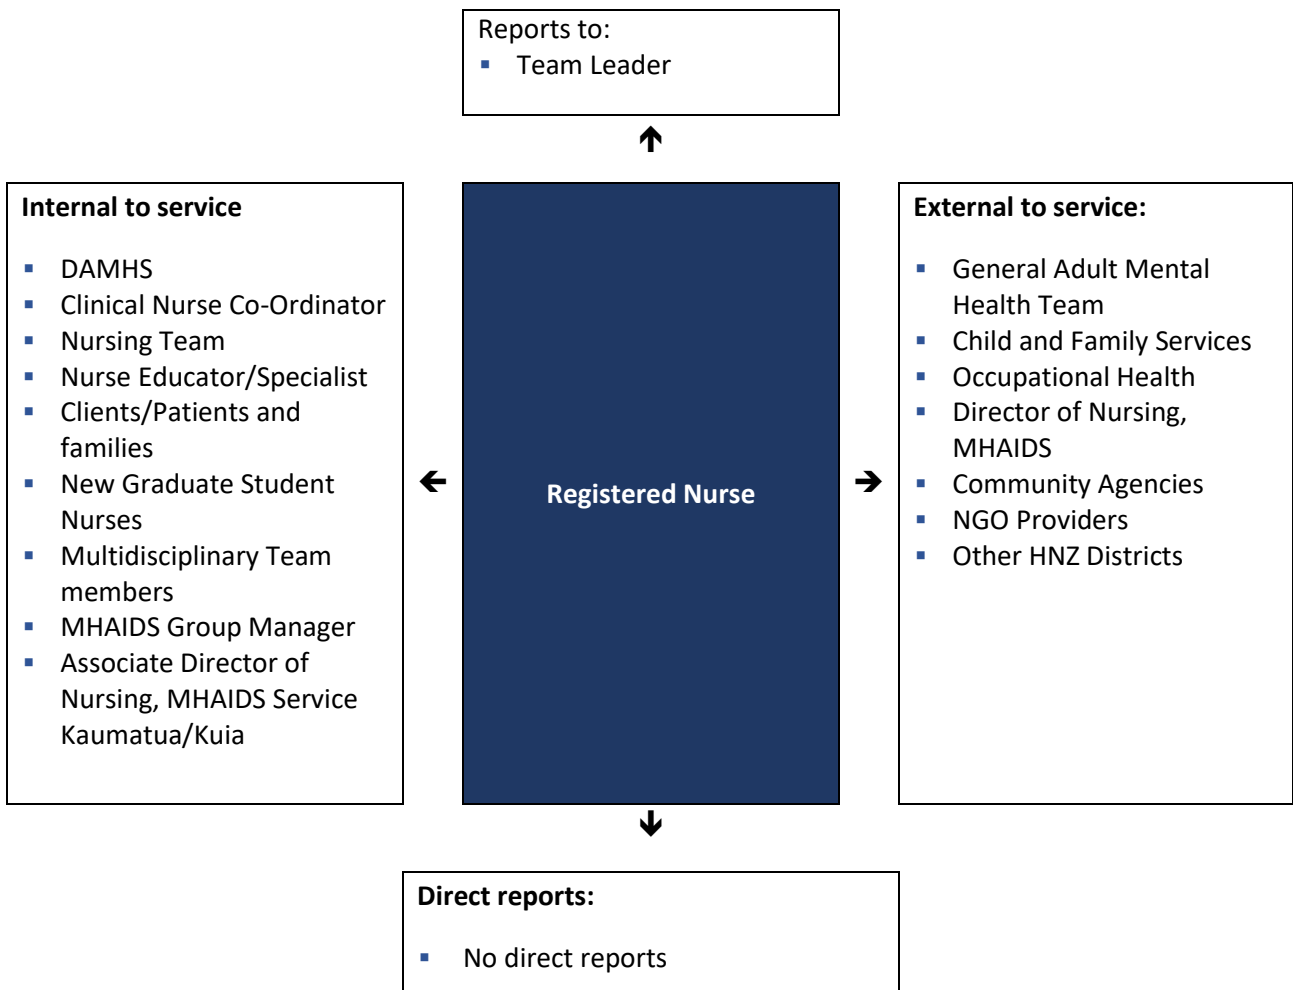 Reports to:
▪ Team Leader
Internal to service
▪ DAMHS
▪ Clinical Nurse Co-Ordinator
▪ Nursing Team
▪ Nurse Educator/Specialist
▪ Clients/Patients and
families
▪ New Graduate Student
Nurses
▪ Multidisciplinary Team
members
▪ MHAIDS Group Manager
▪ Associate Director of
Nursing, MHAIDS Service
Kaumatua/Kuia
Registered Nurse
External to service:
▪ General Adult Mental
Health Team
▪ Child and Family Services
▪ Occupational Health
▪ Director of Nursing,
MHAIDS
▪ Community Agencies
▪ NGO Providers
▪ Other HNZ Districts
Direct reports:
▪ No direct reports